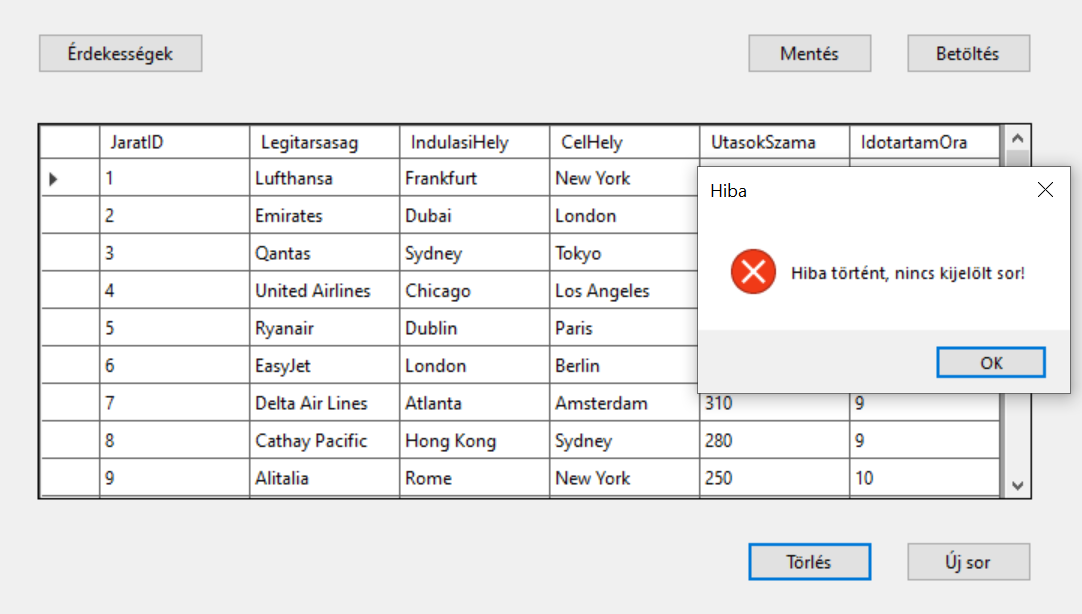 Érdekességek Mentés Betöltés
JaratID Legitarsasag IndulasiHely CelHely UtasokSzama IdotartamOra
1 Lufthansa Frankfurt New York
Hiba
2 Emirates Dubai London
3 Qantas Sydney Tokyo
Hiba történt, nincs kijelölt sor!
4 United Airlines Chicago Los Angeles
5 Ryanair Dublin Paris
6 EasyJet London Berlin
OK
7 Delta Air Lines Atlanta Amsterdam 310 9
8 Cathay Pacific Hong Kong Sydney 280 9
9 Alitalia Rome New York 250 10
Törlés Új sor